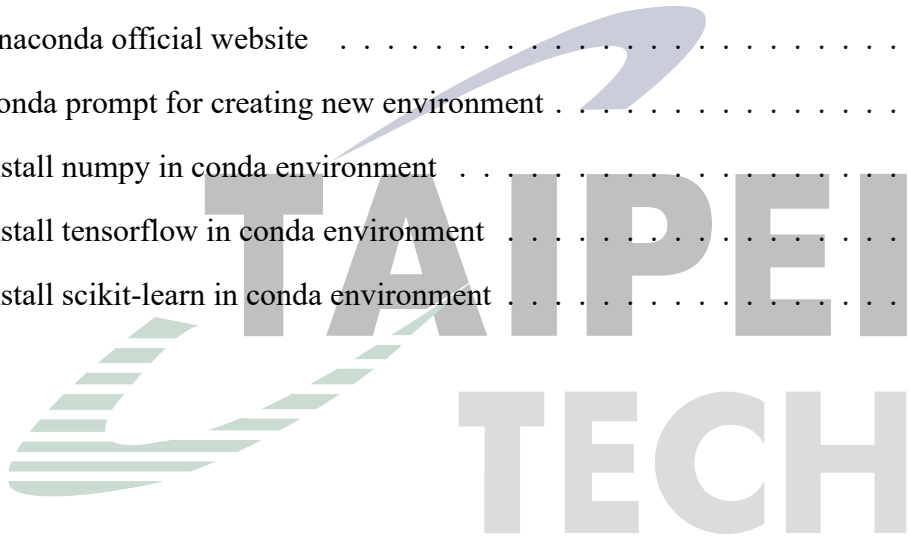 naconda official website . . . . . . . . . . . . . . . . . . . . . . . .
onda prompt for creating new environment . . . . . . . . . . . . . . .
stall numpy in conda environment . . . . . . . . . . . . . . . . . . .
stall tensorflow in conda environment . . . . . . . . . . . . . . . . .
stall scikit-learn in conda environment . . . . . . . . . . . . . . . . .
TAIPEI
TECH